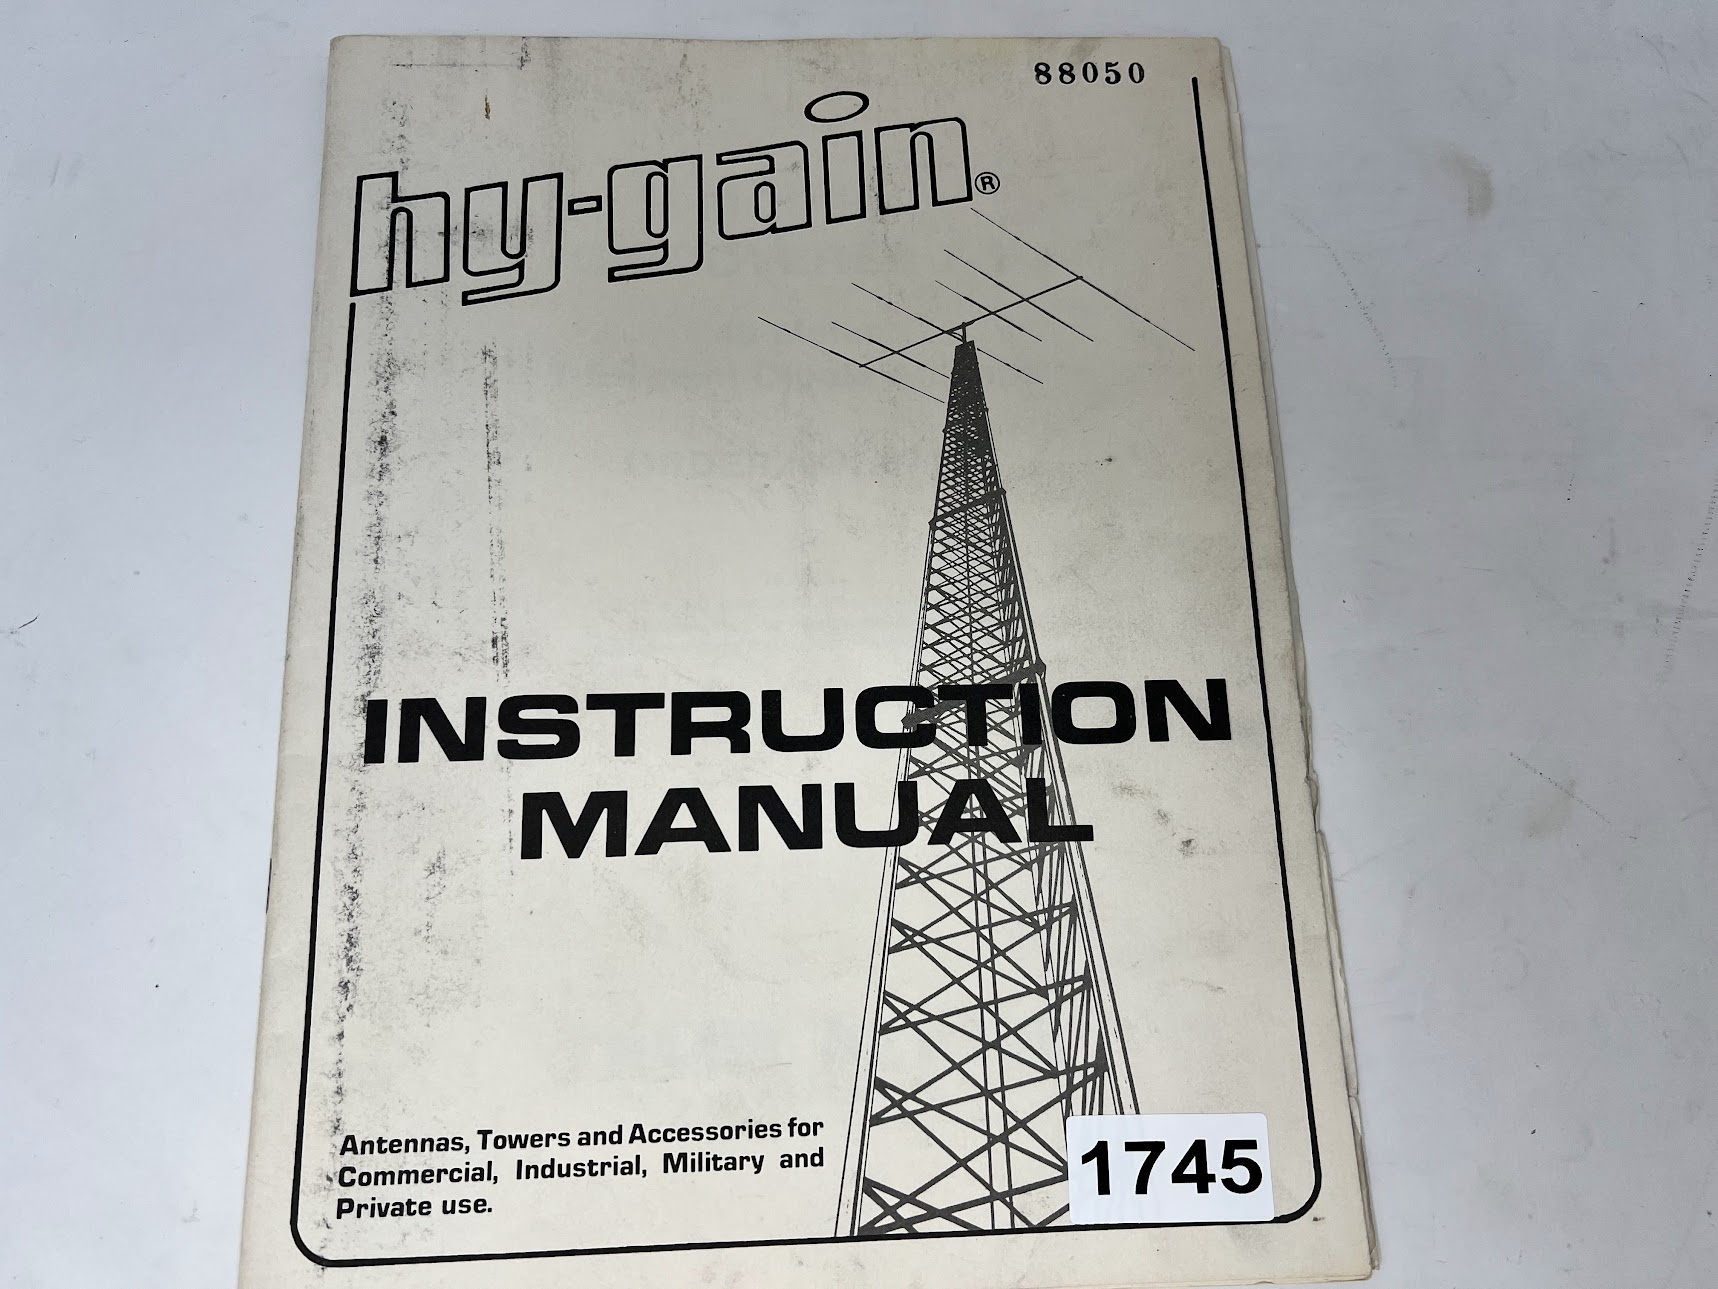 88050
hy-gain®
INSTRUCTION
MANUAL
Antennas, Towers and Accessories for
Commercial, Industrial, Military and
Private use.
1745